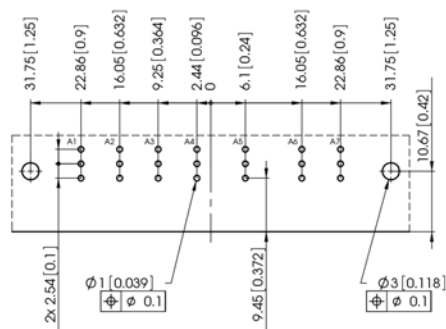 31.75 [1.25]
22.86 [0.9]
16.05 [0.632]
9.25 [0.364]
2.44 [0.096]
0
6.1 [0.24]
16.05 [0.632]
22.86 [0.9]
31.75 [1.25]
A1 A2 A3 A4 A5 A6 A7
10.67 [0.42]
2x 2.54 [0.1]
Ø1 [0.039]
⌖ Ø 0.1
9.45 [0.372]
Ø3 [0.118]
⌖ Ø 0.1